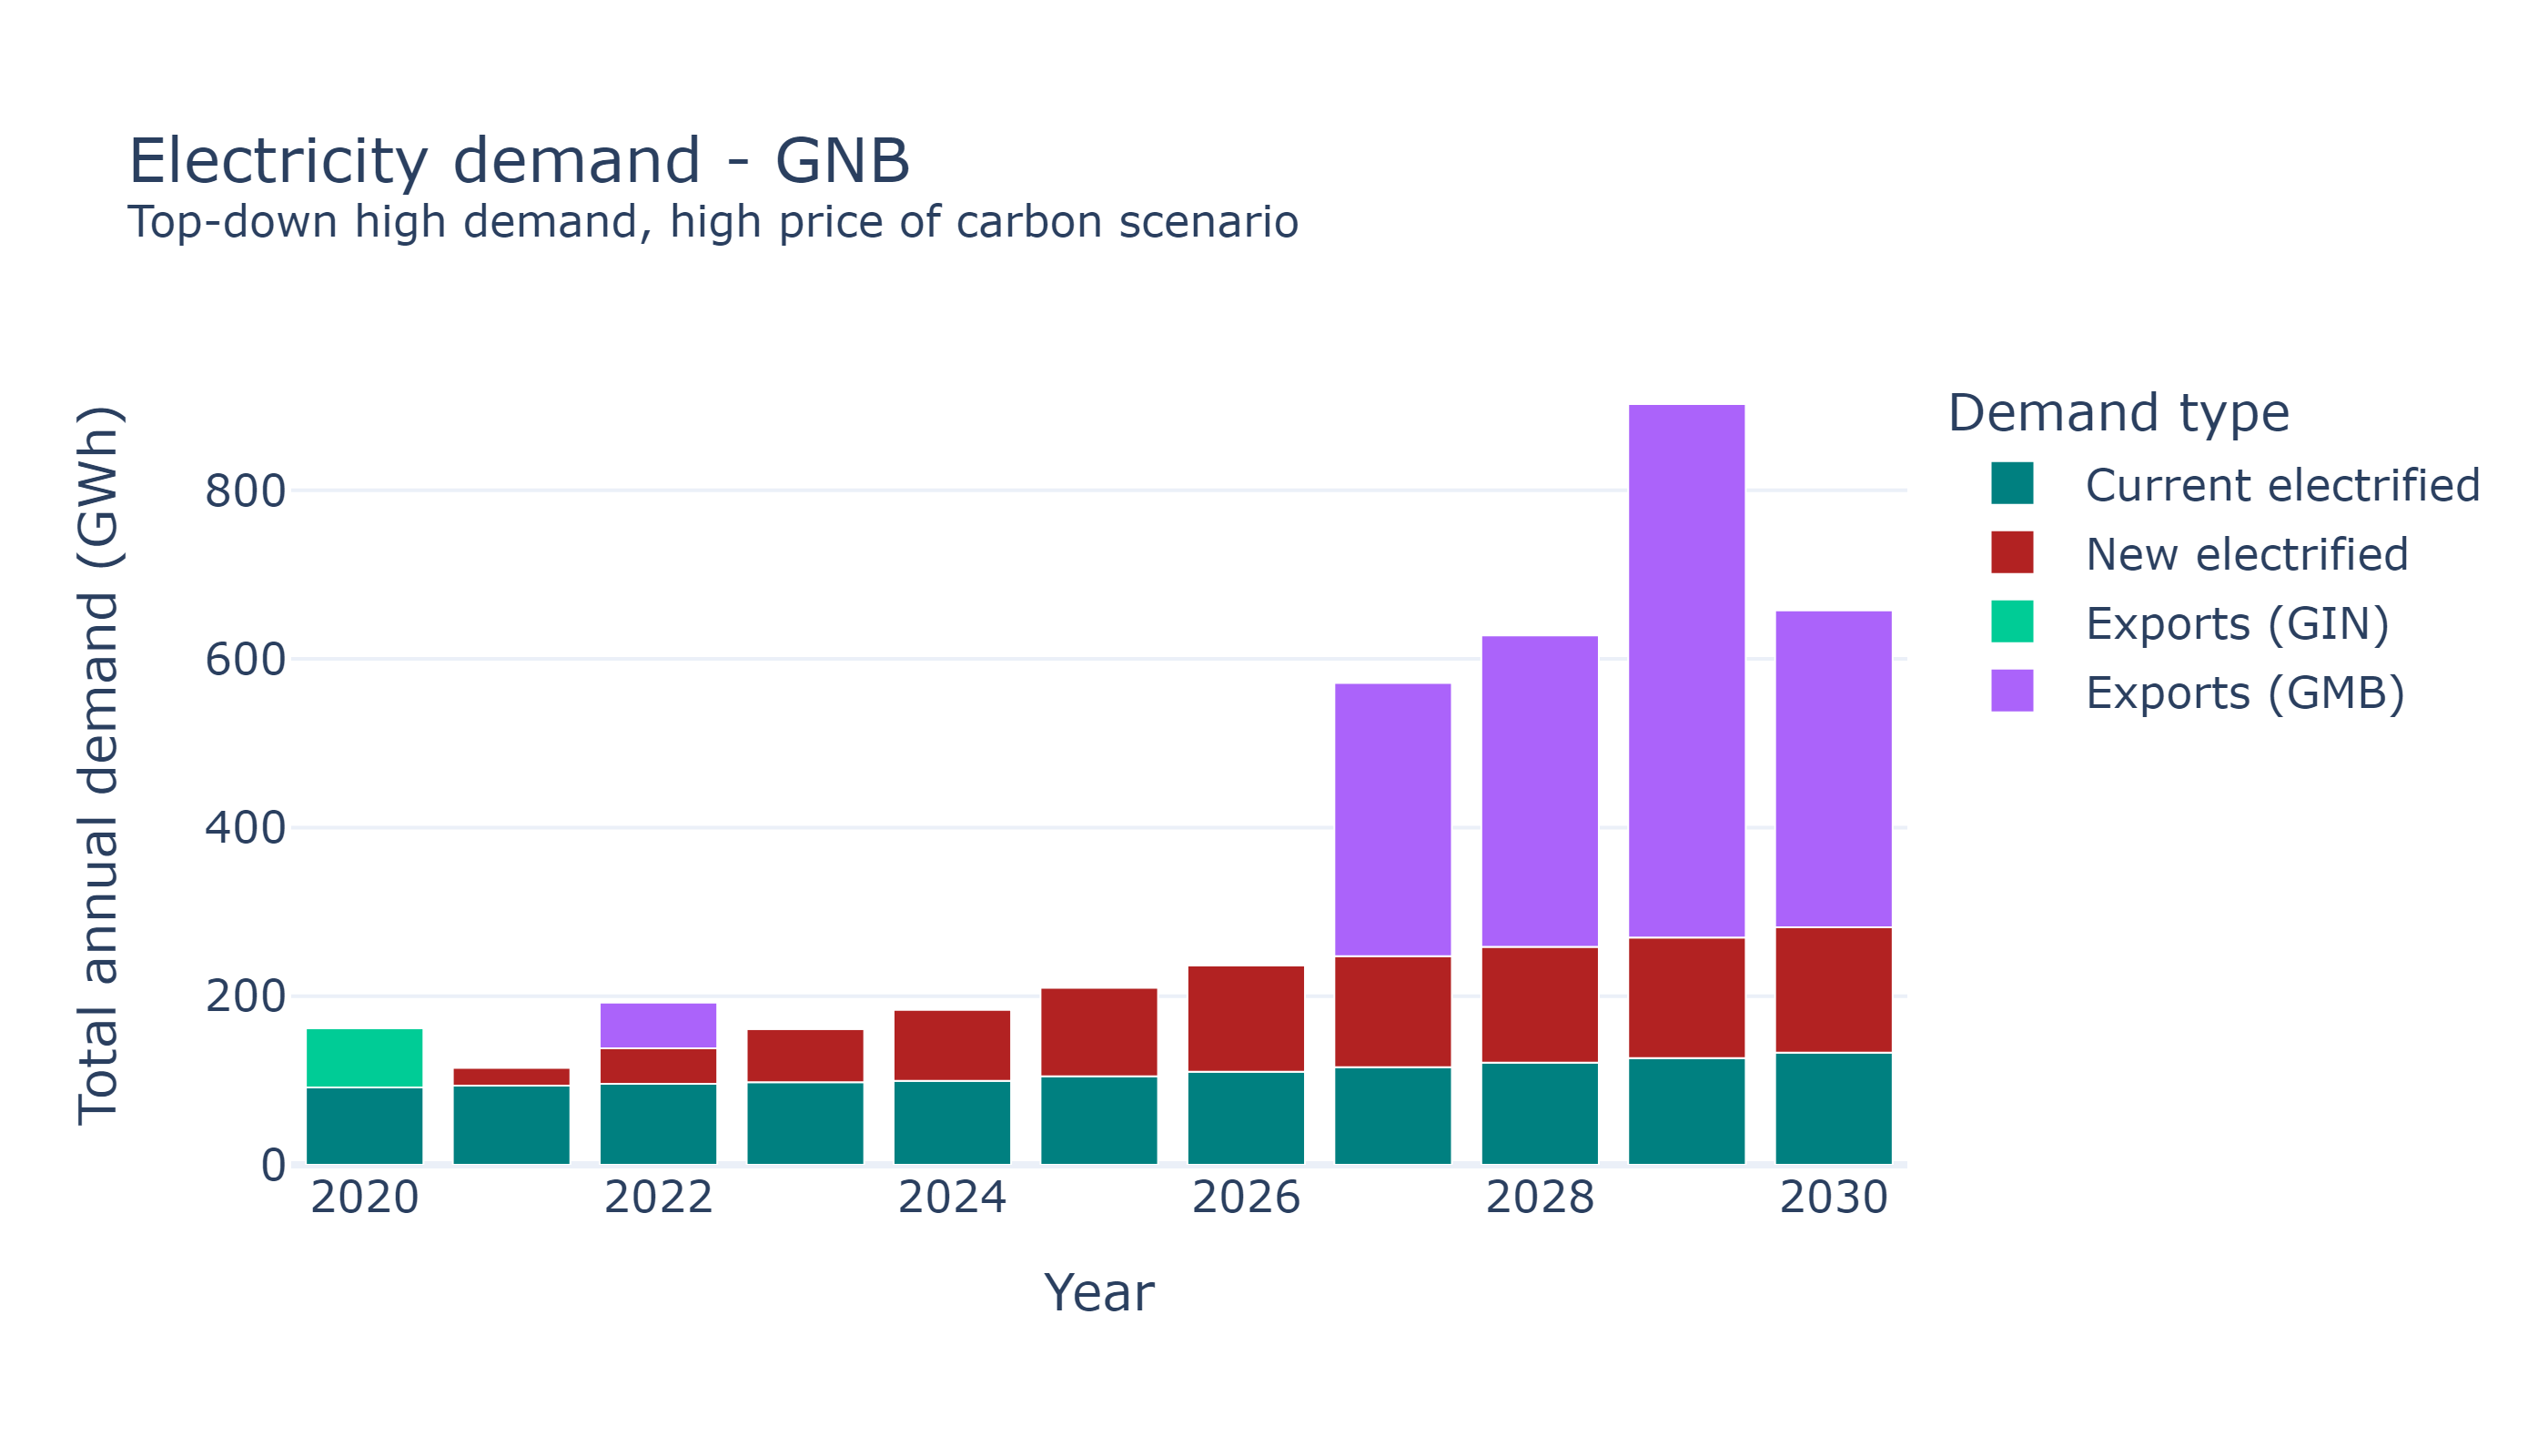 Electricity demand - GNB
Top-down high demand, high price of carbon scenario
Total annual demand (GWh)
800
600
400
200
0
2020
2022
2024
2026
2028
2030
Year
Demand type
Current electrified
New electrified
Exports (GIN)
Exports (GMB)